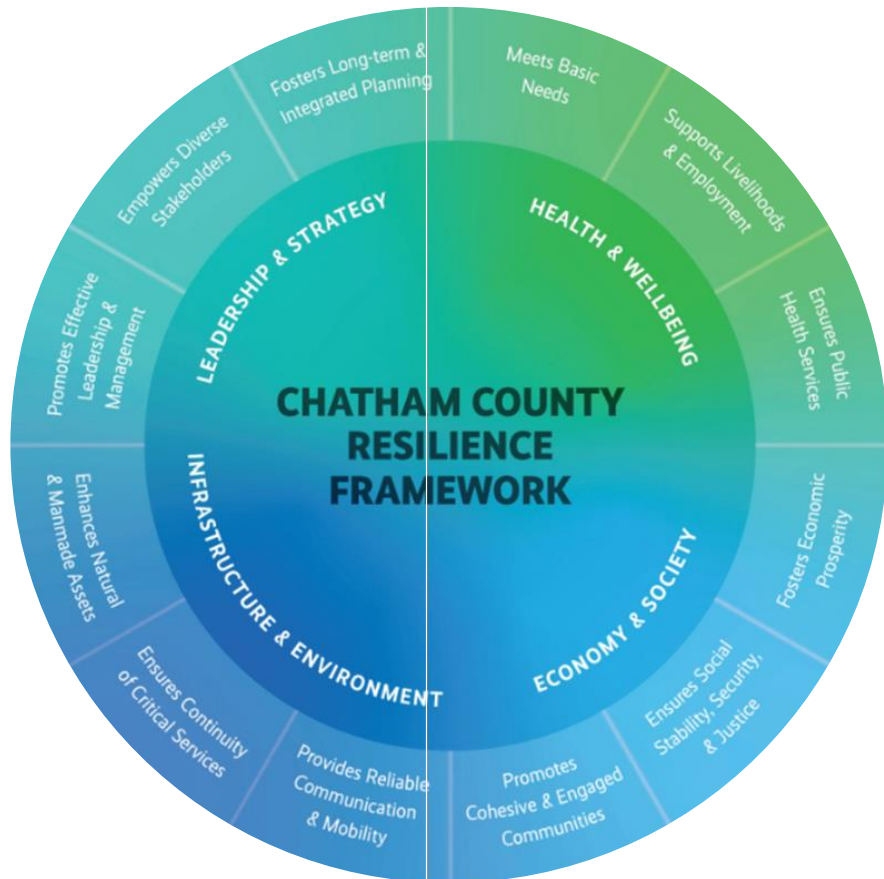 CHATHAM COUNTY
RESILIENCE
FRAMEWORK
HEALTH & WELLBEING
Meets Basic
Needs
Supports Livelihoods
& Employment
Ensures Public
Health Services
ECONOMY & SOCIETY
Fosters Economic
Prosperity
Ensures Social
Stability, Security,
& Justice
Promotes
Cohesive & Engaged
Communities
INFRASTRUCTURE & ENVIRONMENT
Provides Reliable
Communication
& Mobility
Ensures Continuity
of Critical Services
Enhances Natural
& Manmade Assets
LEADERSHIP & STRATEGY
Promotes Effective
Leadership &
Management
Empowers Diverse
Stakeholders
Fosters Long-term &
Integrated Planning